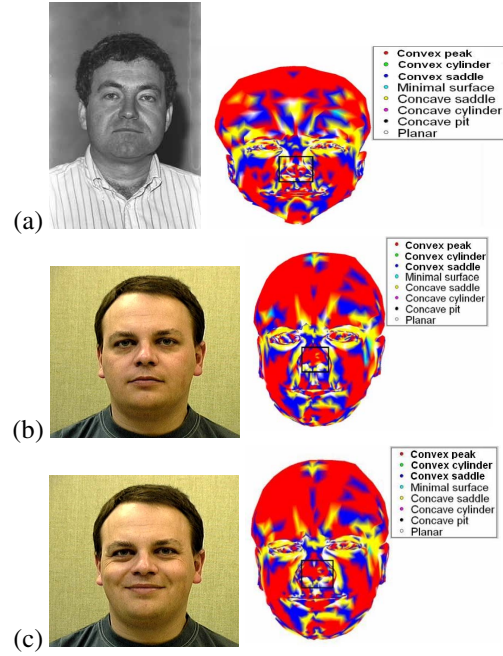 Convex peak
Convex cylinder
Convex saddle
Minimal surface
Concave saddle
Concave cylinder
Concave pit
Planar
(a)
Convex peak
Convex cylinder
Convex saddle
Minimal surface
Concave saddle
Concave cylinder
Concave pit
Planar
(b)
Convex peak
Convex cylinder
Convex saddle
Minimal surface
Concave saddle
Concave cylinder
Concave pit
Planar
(c)